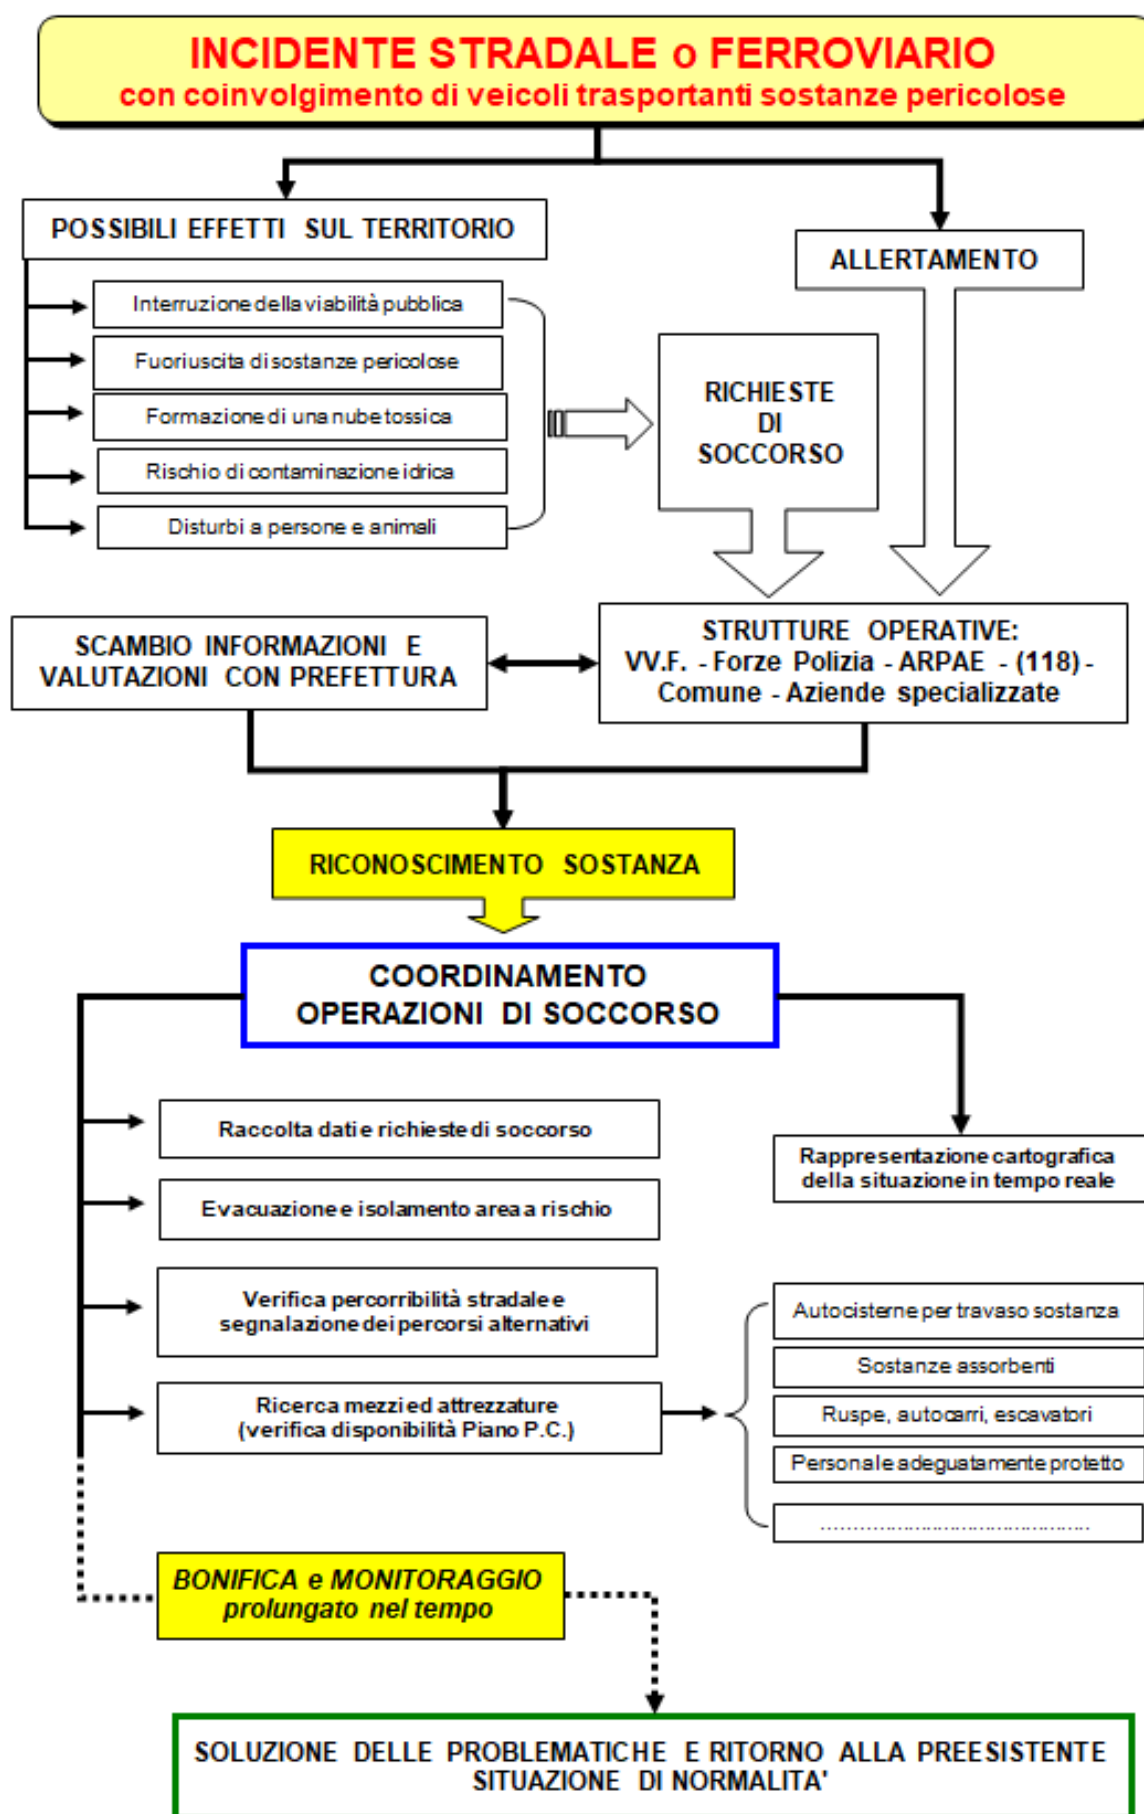 INCIDENTE STRADALE o FERROVIARIO
con coinvolgimento di veicoli trasportanti sostanze pericolose
POSSIBILI EFFETTI SUL TERRITORIO
ALLERTAMENTO
Interruzione della viabilità pubblica
Fuoriuscita di sostanze pericolose
Formazione di una nube tossica
Rischio di contaminazione idrica
Disturbi a persone e animali
RICHIESTE
DI
SOCCORSO
SCAMBIO INFORMAZIONI E
VALUTAZIONI CON PREFETTURA
STRUTTURE OPERATIVE:
VV.F. - Forze Polizia - ARPAE - (118) -
Comune - Aziende specializzate
RICONOSCIMENTO SOSTANZA
COORDINAMENTO
OPERAZIONI DI SOCCORSO
Raccolta dati e richieste di soccorso
Evacuazione e isolamento area a rischio
Verifica percorribilità stradale e
segnalazione dei percorsi alternativi
Ricerca mezzi ed attrezzature
(verifica disponibilità Piano P.C.)
Rappresentazione cartografica
della situazione in tempo reale
Autocisterne per travaso sostanza
Sostanze assorbenti
Ruspe, autocarri, escavatori
Personale adeguatamente protetto
..........................................
BONIFICA e MONITORAGGIO
prolungato nel tempo
SOLUZIONE DELLE PROBLEMATICHE E RITORNO ALLA PREESISTENTE
SITUAZIONE DI NORMALITA'